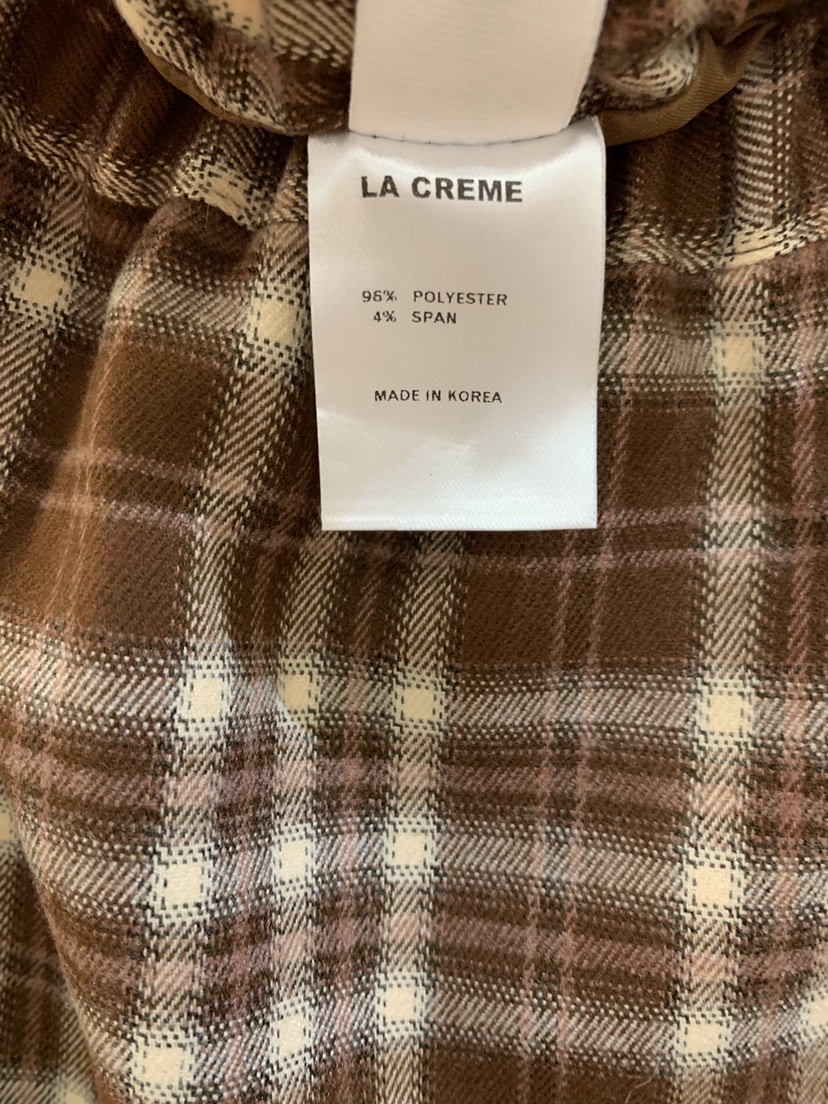 LA CREME
96% POLYESTER
4% SPAN
MADE IN KOREA